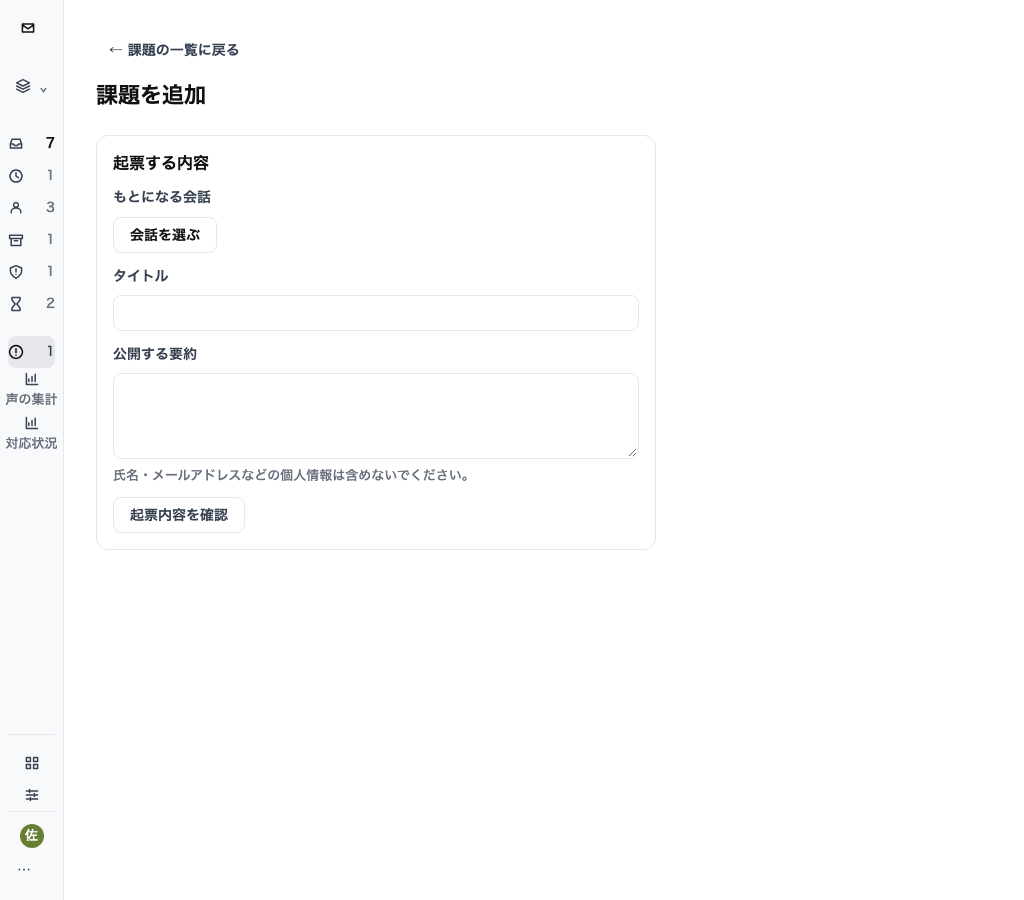 ← 課題の一覧に戻る
課題を追加
起票する内容
もとになる会話
会話を選ぶ
タイトル
公開する要約
氏名・メールアドレスなどの個人情報は含めないでください。
起票内容を確認
7
1
3
1
1
2
1
声の集計
対応状況
佐
…